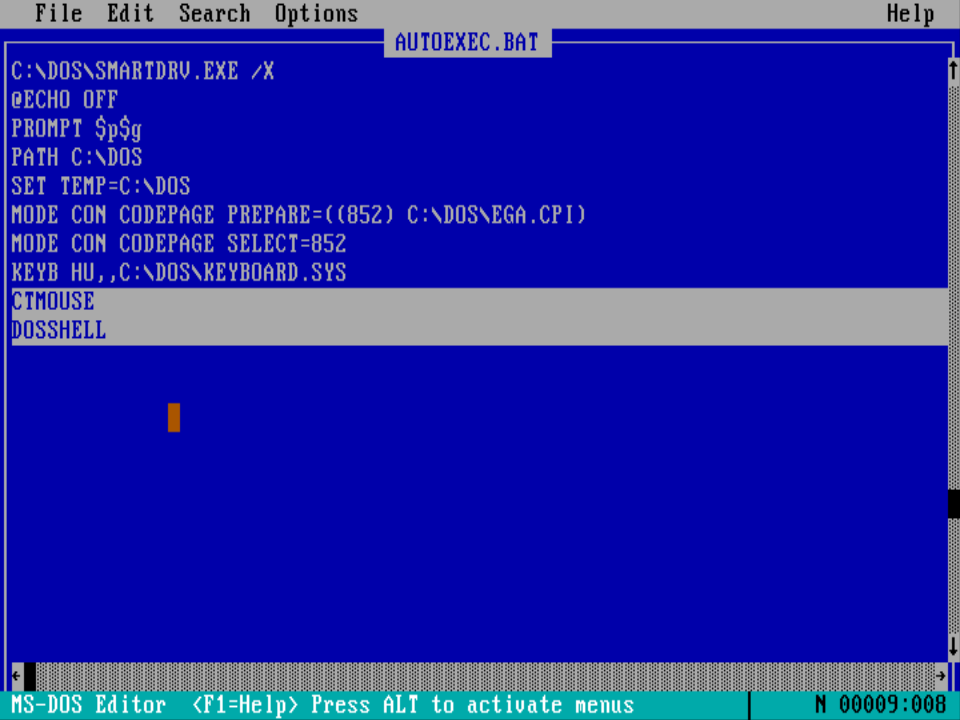 File Edit Search Options Help
AUTOEXEC.BAT
C:\DOS\SMARTDRV.EXE /X
@ECHO OFF
PROMPT $p$g
PATH C:\DOS
SET TEMP=C:\DOS
MODE CON CODEPAGE PREPARE=((852) C:\DOS\EGA.CPI)
MODE CON CODEPAGE SELECT=852
KEYB HU,,C:\DOS\KEYBOARD.SYS
CTMOUSE
DOSSHELL
MS-DOS Editor <F1=Help> Press ALT to activate menus N 00009:008